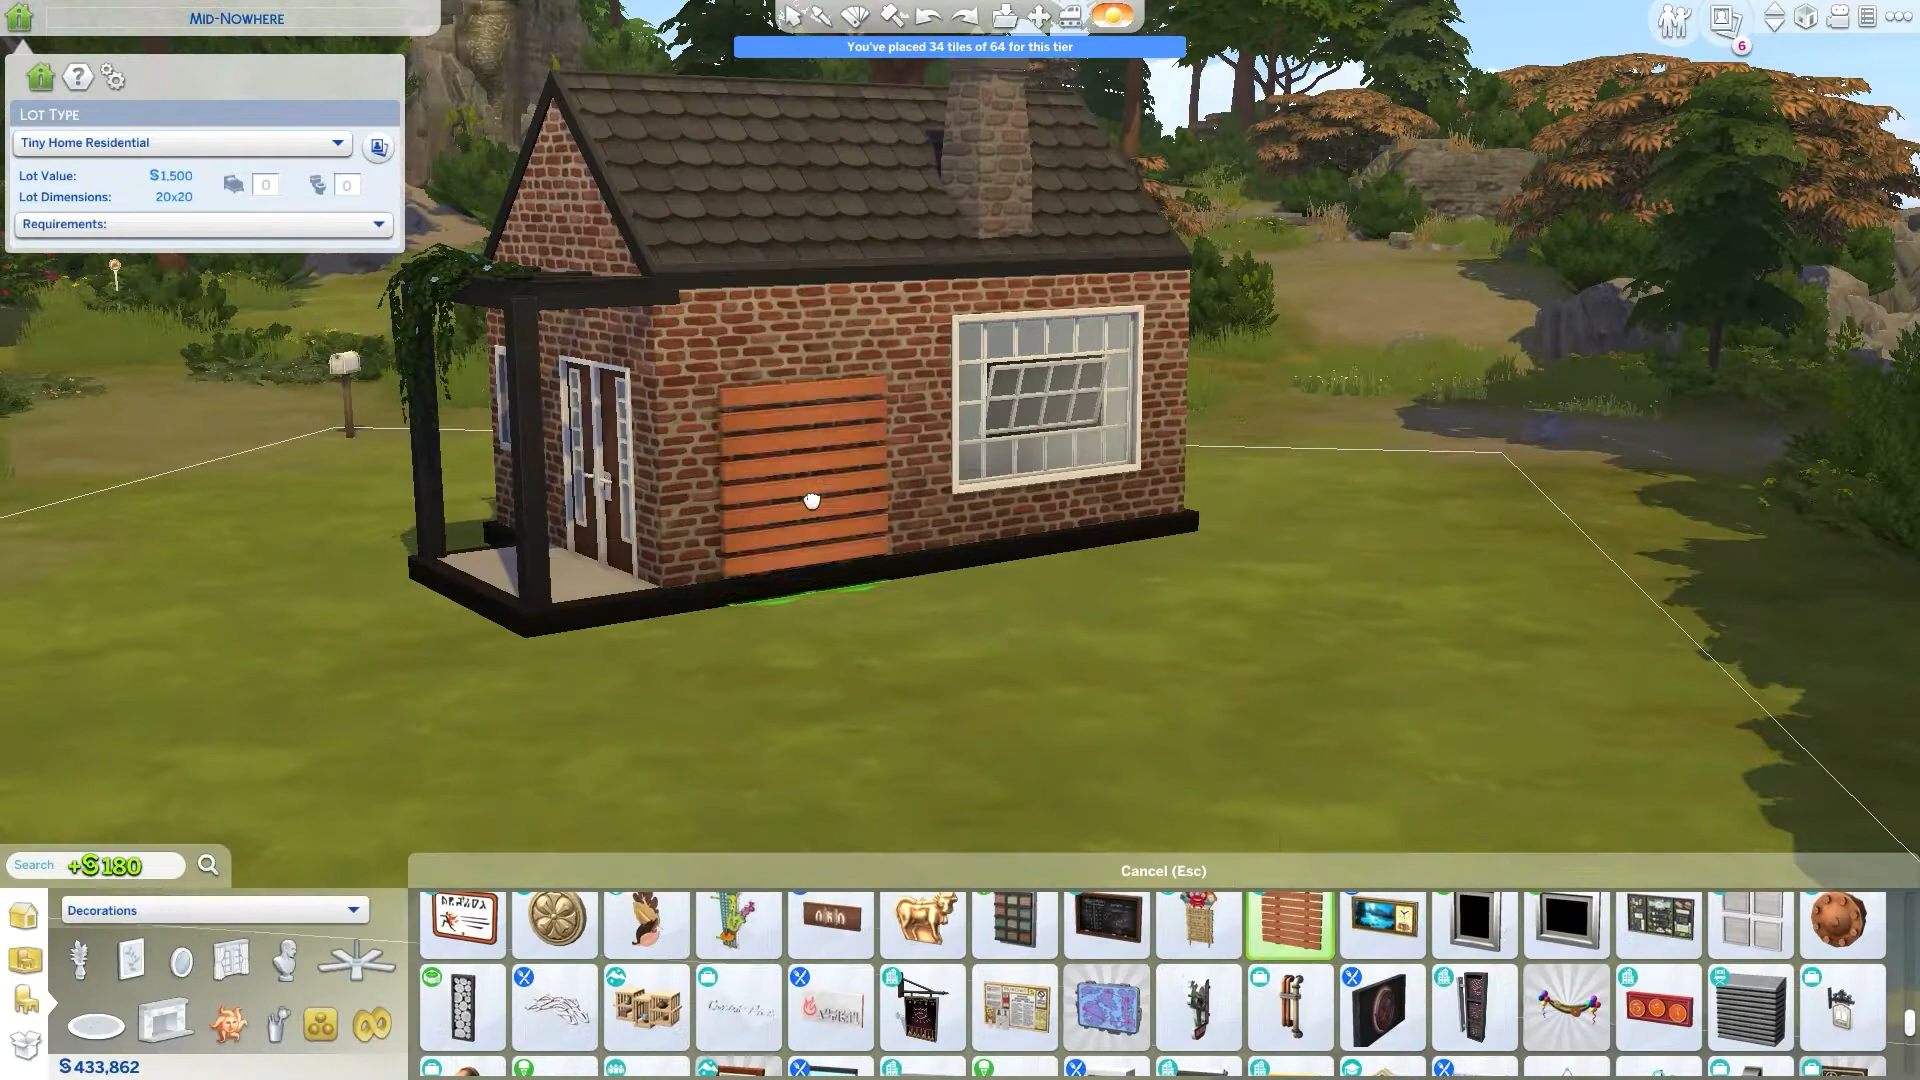 Mid-Nowhere
You've placed 34 tiles of 64 for this tier
6
Lot Type
Tiny Home Residential
Lot Value: §1,500
0
0
Lot Dimensions: 20x20
Requirements:
Search
+§180
Cancel (Esc)
Decorations
§433,862